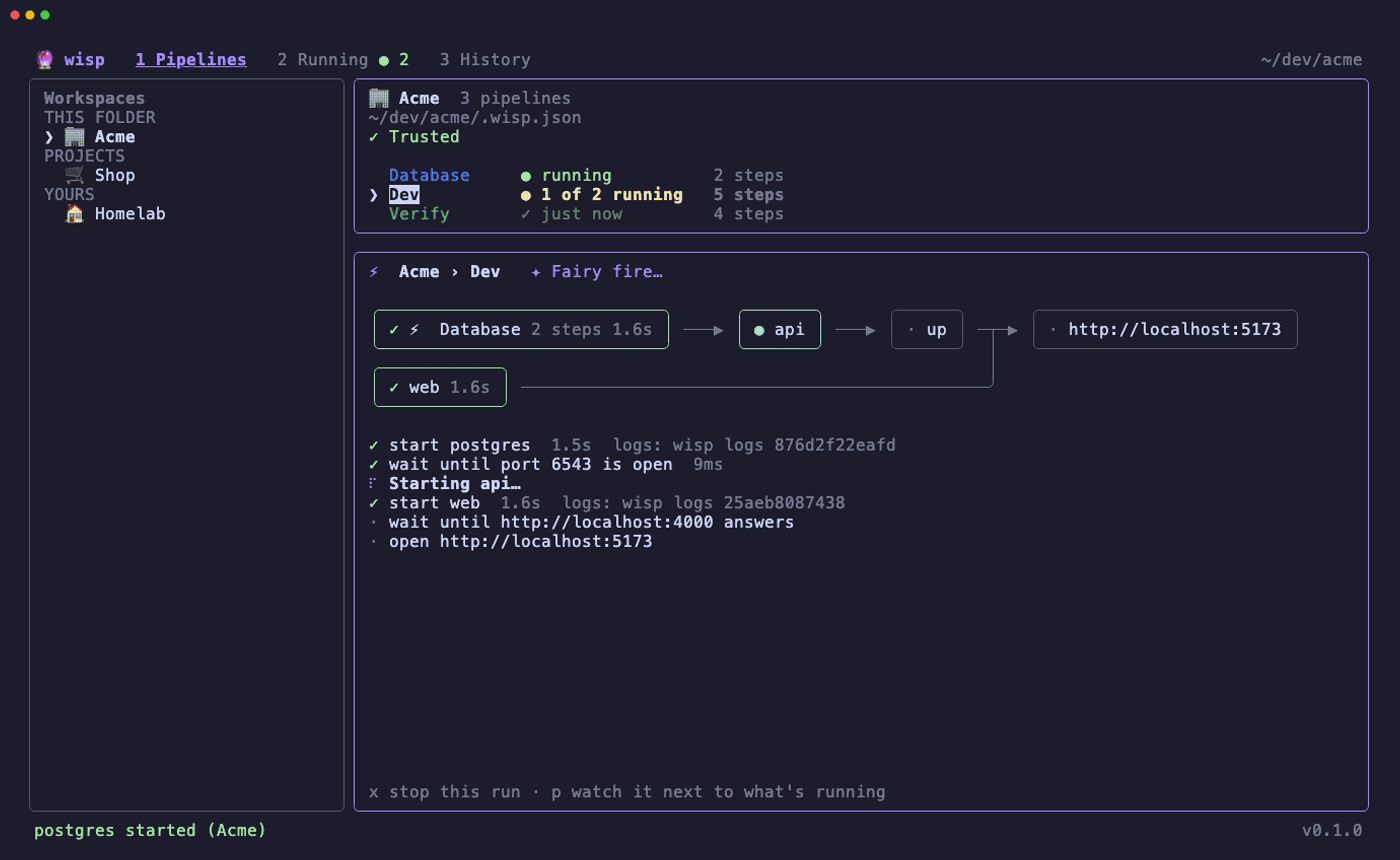 🔮 wisp 1 Pipelines 2 Running ● 2 3 History ~/dev/acme
Workspaces
THIS FOLDER
❯ 🏢 Acme
PROJECTS
🛒 Shop
YOURS
🏠 Homelab
🏢 Acme 3 pipelines
~/dev/acme/.wisp.json
✓ Trusted
Database ● running 2 steps
❯ Dev ● 1 of 2 running 5 steps
Verify ✓ just now 4 steps
⚡ Acme › Dev ✦ Fairy fire…
✓ ⚡ Database 2 steps 1.6s ● api · up · http://localhost:5173
✓ web 1.6s
✓ start postgres 1.5s logs: wisp logs 876d2f22eafd
✓ wait until port 6543 is open 9ms
⠏ Starting api…
✓ start web 1.6s logs: wisp logs 25aeb8087438
· wait until http://localhost:4000 answers
· open http://localhost:5173
x stop this run · p watch it next to what's running
postgres started (Acme) v0.1.0